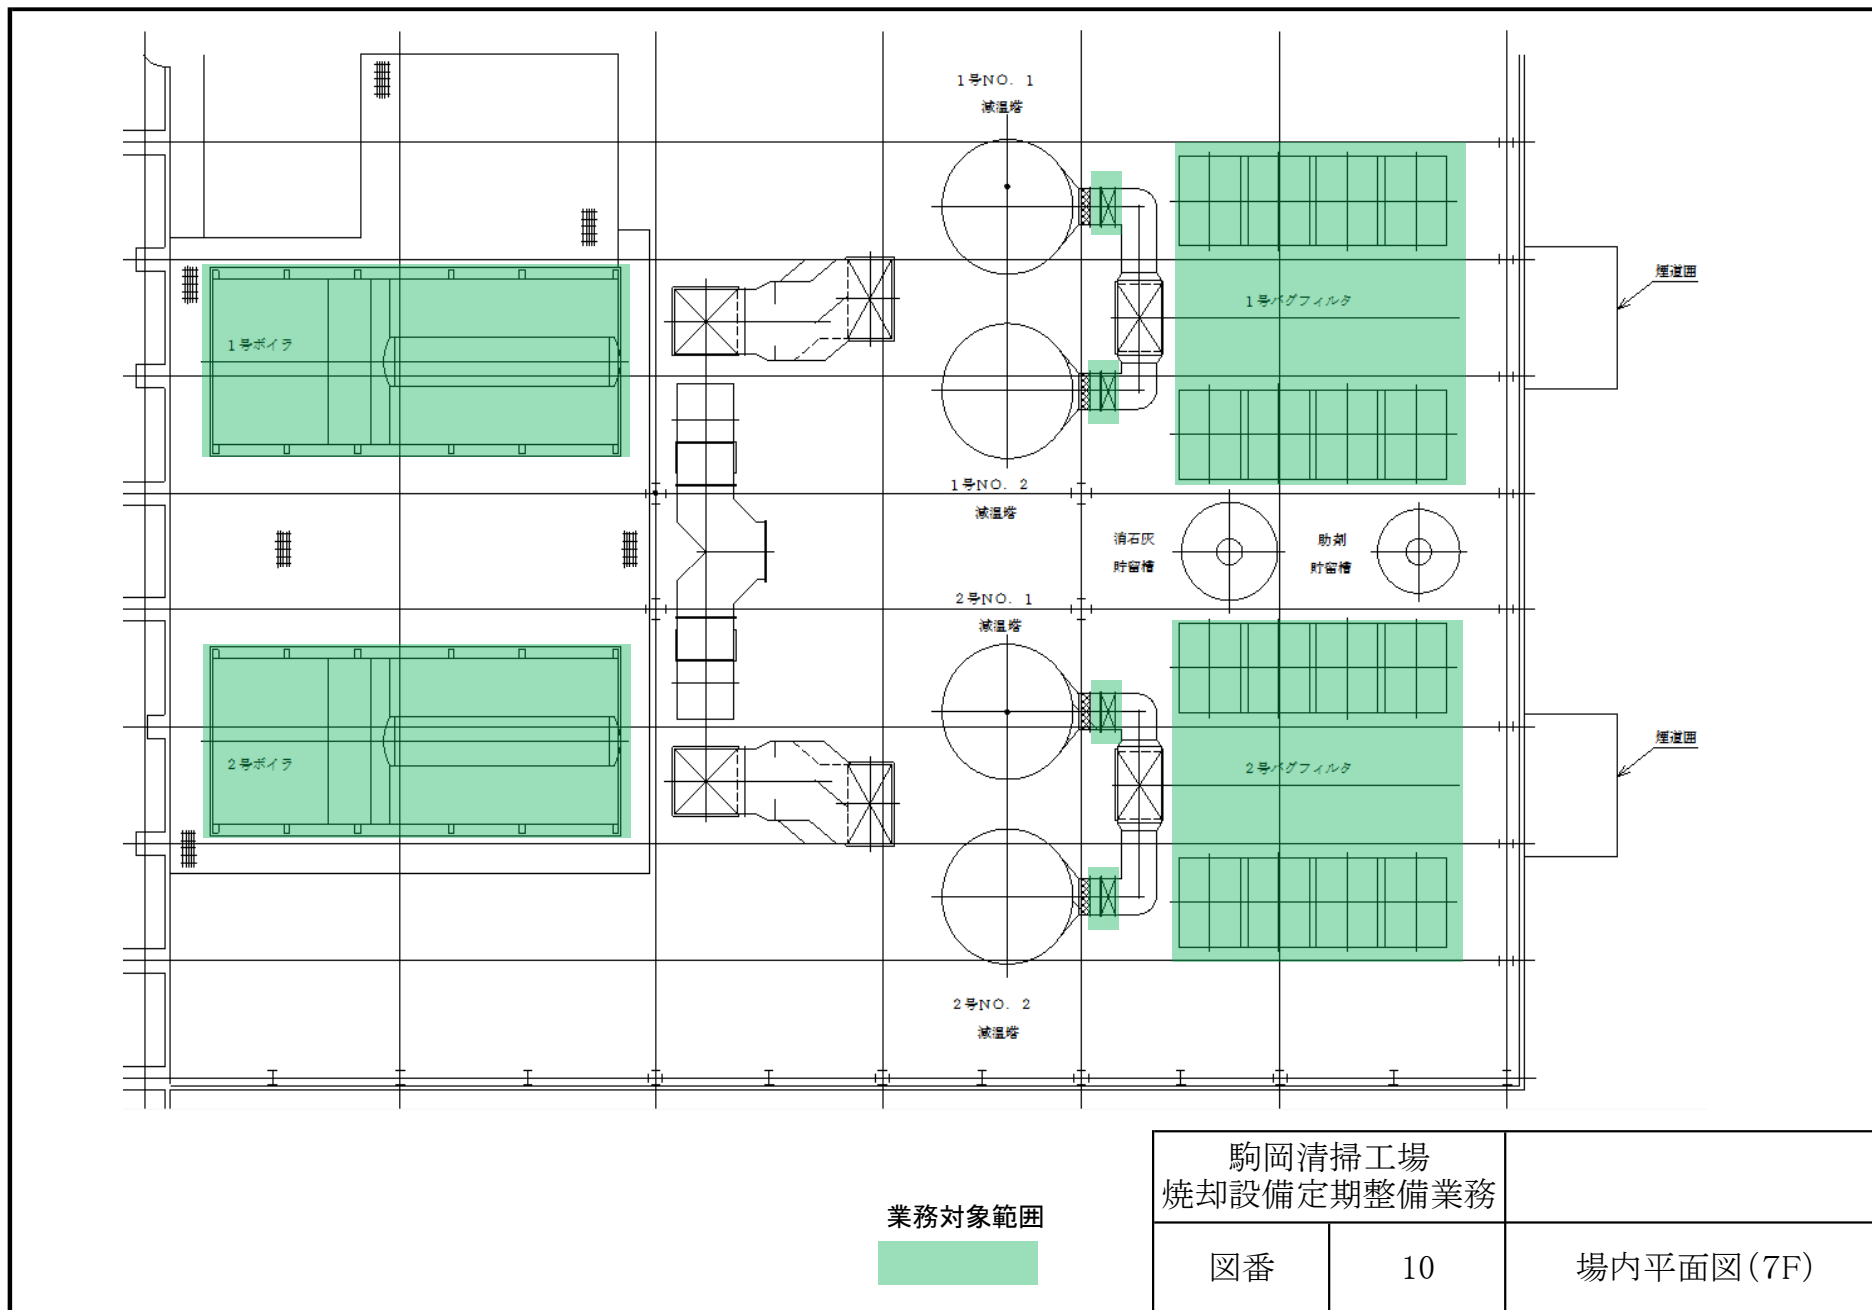 1号NO. 1
減温塔
煙道囲
1号バグフィルタ
1号ボイラ
1号NO. 2
減温塔
消石灰
貯留槽
助剤
貯留槽
2号NO. 1
減温塔
煙道囲
2号ボイラ
2号バグフィルタ
2号NO. 2
減温塔
業務対象範囲
駒岡清掃工場
焼却設備定期整備業務
図番
10
場内平面図(7F)